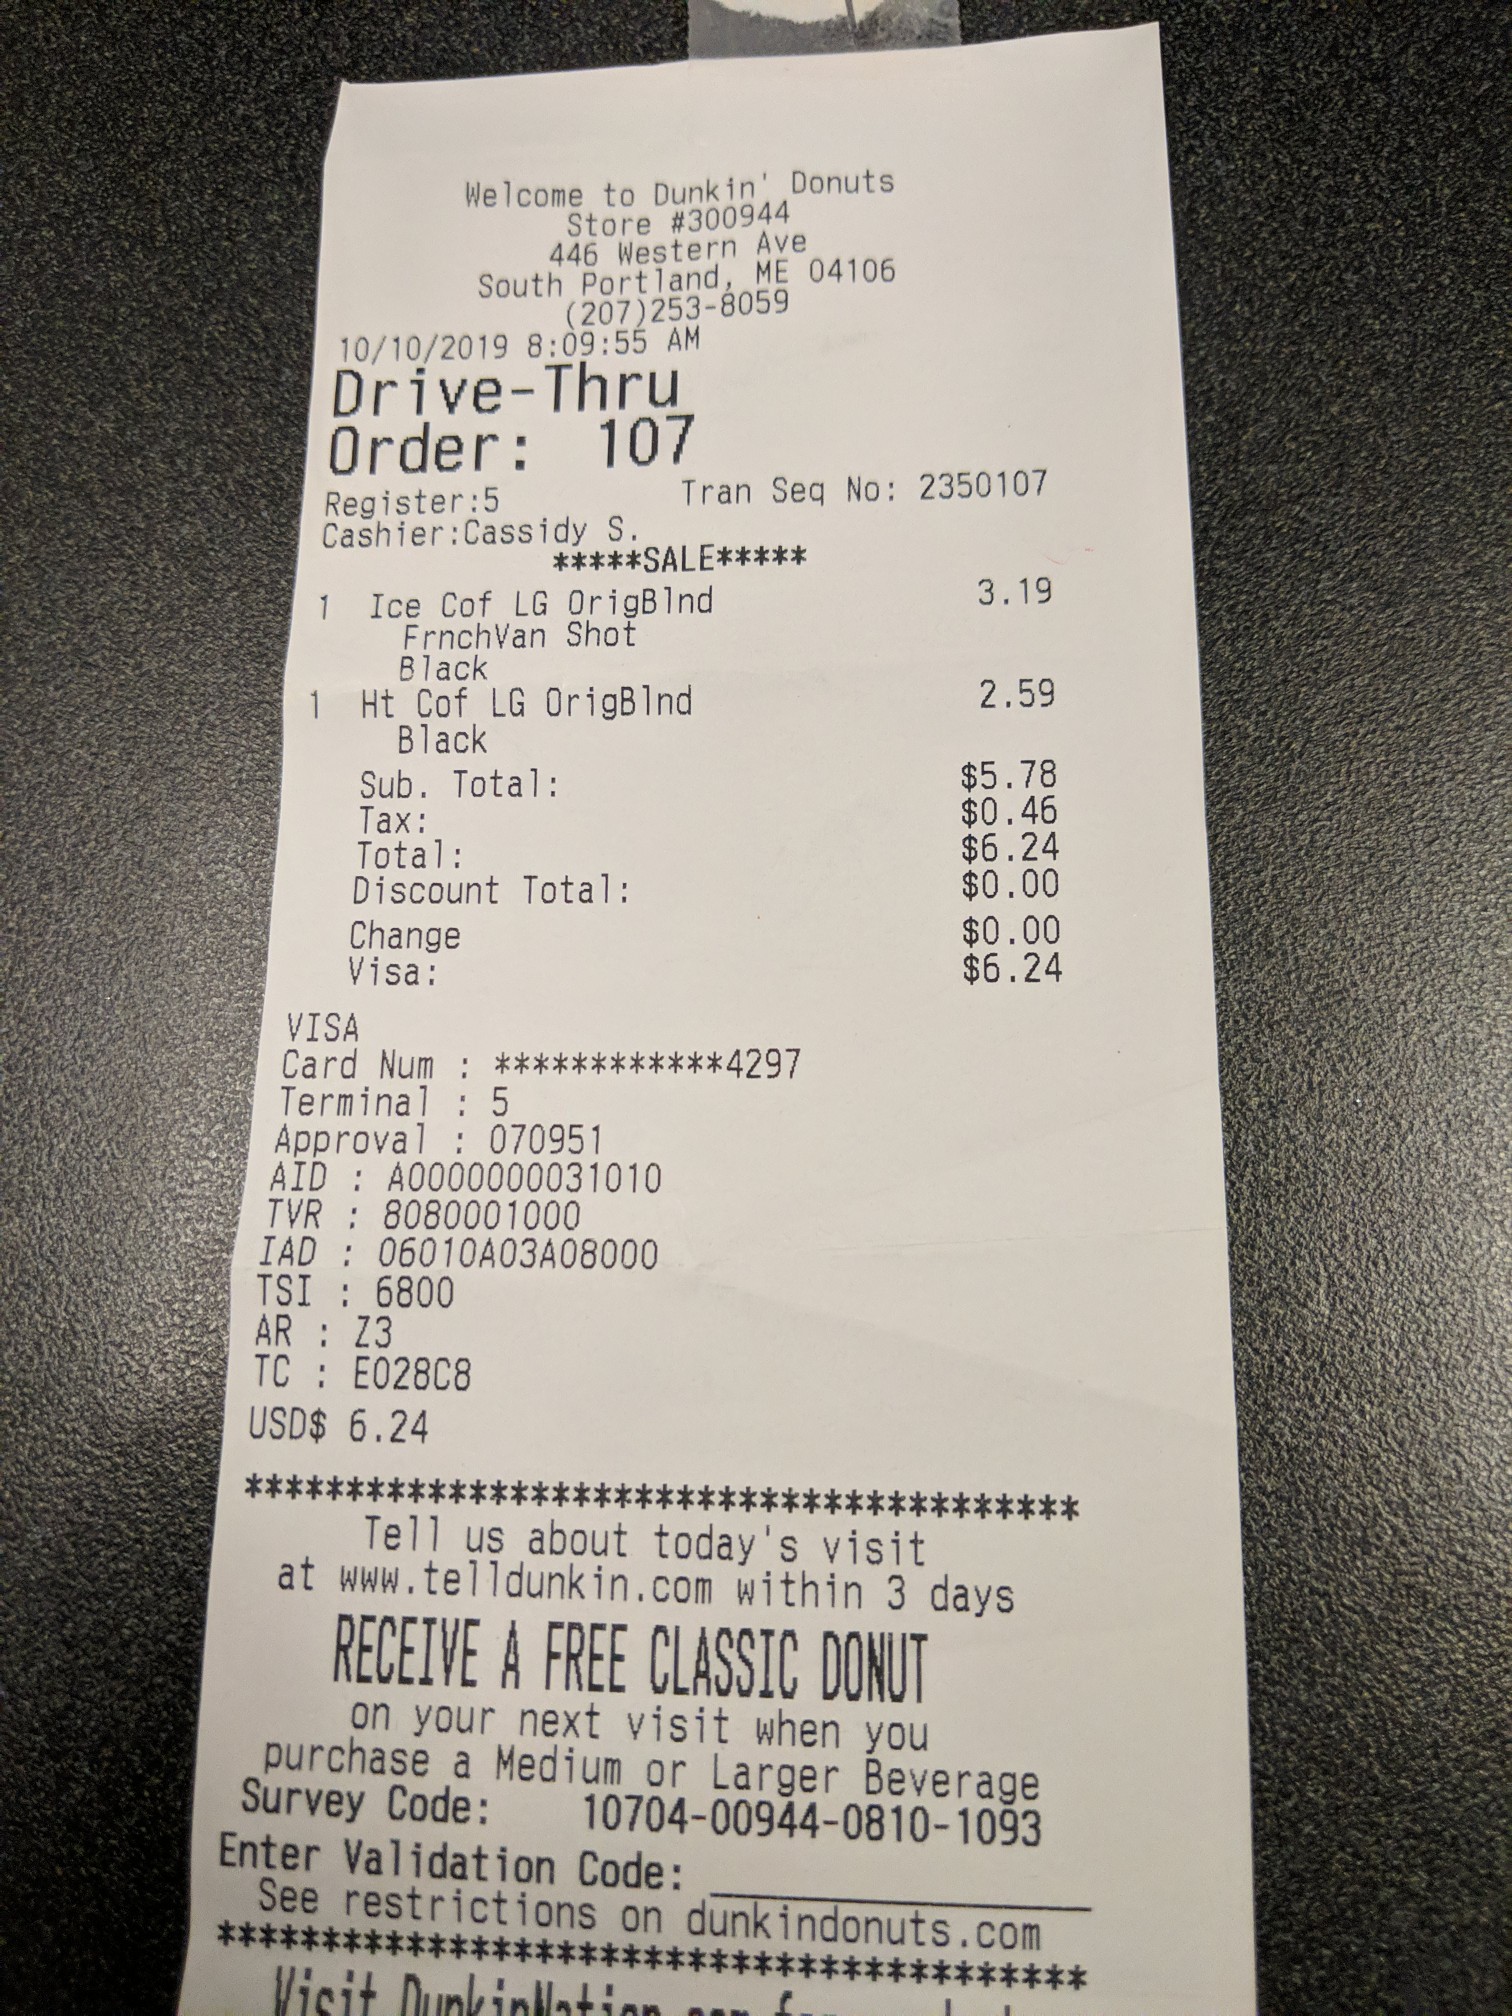 Welcome to Dunkin' Donuts
Store #300944
446 Western Ave
South Portland, ME 04106
(207)253-8059
10/10/2019 8:09:55 AM
Drive-Thru
Order: 107
Register:5 Tran Seq No: 2350107
Cashier:Cassidy S.
*****SALE*****
1 Ice Cof LG OrigBlnd 3.19
FrnchVan Shot
Black
1 Ht Cof LG OrigBlnd 2.59
Black
Sub. Total: $5.78
Tax: $0.46
Total: $6.24
Discount Total: $0.00
Change $0.00
Visa: $6.24
VISA
Card Num : ************4297
Terminal : 5
Approval : 070951
AID : A0000000031010
TVR : 8080001000
IAD : 06010A03A08000
TSI : 6800
AR : Z3
TC : E028C8
USD$ 6.24
*****************************************
Tell us about today's visit
at www.telldunkin.com within 3 days
RECEIVE A FREE CLASSIC DONUT
on your next visit when you
purchase a Medium or Larger Beverage
Survey Code: 10704-00944-0810-1093
Enter Validation Code: ____________________
See restrictions on dunkindonuts.com
*****************************************
Visit DunkinNation.com